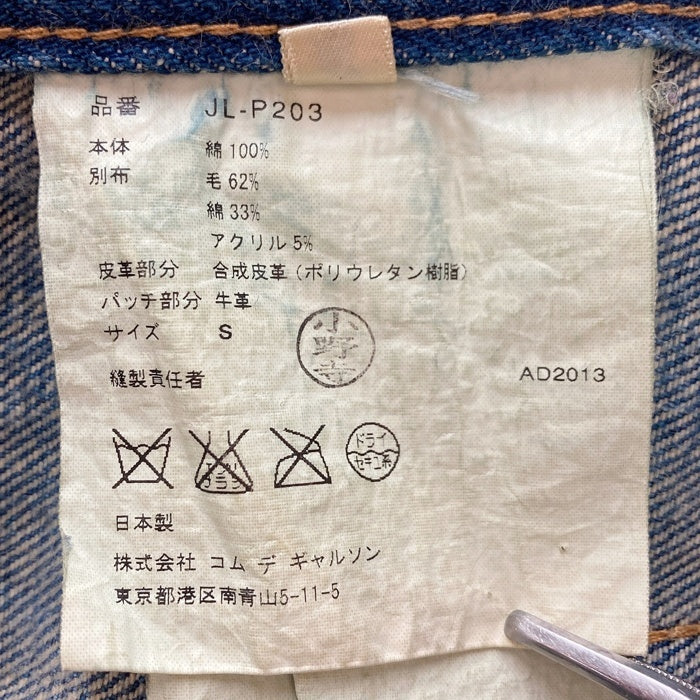 品番 JL-P203
本体 綿 100%
別布 毛 62%
綿 33%
アクリル 5%
皮革部分 合成皮革 (ポリウレタン樹脂)
パッチ部分 牛革
サイズ S
小野寺
縫製責任者
AD2013
ドライ
セキユ系
日本製
株式会社 コム デ ギャルソン
東京都港区南青山5-11-5